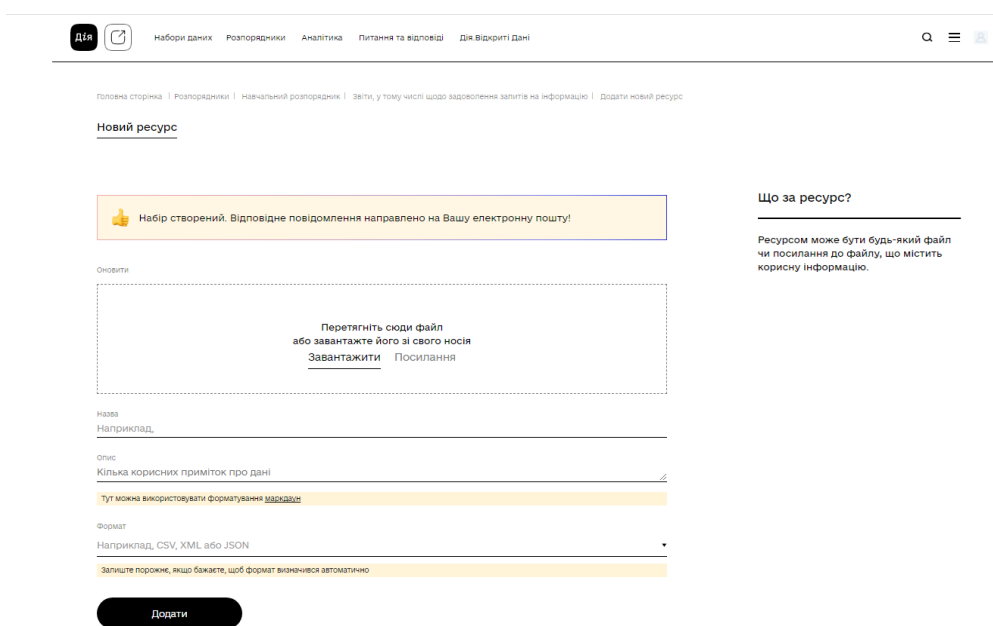 Дія Набори даних Розпорядники Аналітика Питання та відповіді Дія.Відкриті Дані
Головна сторінка | Розпорядники | Навчальний розпорядник | Звіти, у тому числі щодо задоволення запитів на інформацію | Додати новий ресурс
Новий ресурс
Набір створений. Відповідне повідомлення направлено на Вашу електронну пошту!
Оновити
Перетягніть сюди файл
або завантажте його зі свого носія
Завантажити Посилання
Назва
Наприклад,
Опис
Кілька корисних приміток про дані
Тут можна використовувати форматування маркдаун
Формат
Наприклад, CSV, XML або JSON
Залиште порожнє, якщо бажаєте, щоб формат визначився автоматично
Додати
Що за ресурс?
Ресурсом може бути будь-який файл
чи посилання до файлу, що містить
корисну інформацію.